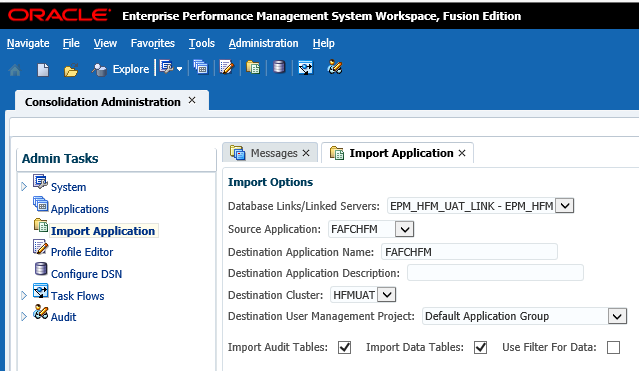 ORACLE Enterprise Performance Management System Workspace, Fusion Edition
Navigate File View Favorites Tools Administration Help
Explore
Consolidation Administration
Admin Tasks
System
Applications
Import Application
Profile Editor
Configure DSN
Task Flows
Audit
Messages Import Application
Import Options
Database Links/Linked Servers: EPM_HFM_UAT_LINK - EPM_HFM
Source Application: FAFCHFM
Destination Application Name: FAFCHFM
Destination Application Description:
Destination Cluster: HFMUAT
Destination User Management Project: Default Application Group
Import Audit Tables: Import Data Tables: Use Filter For Data: